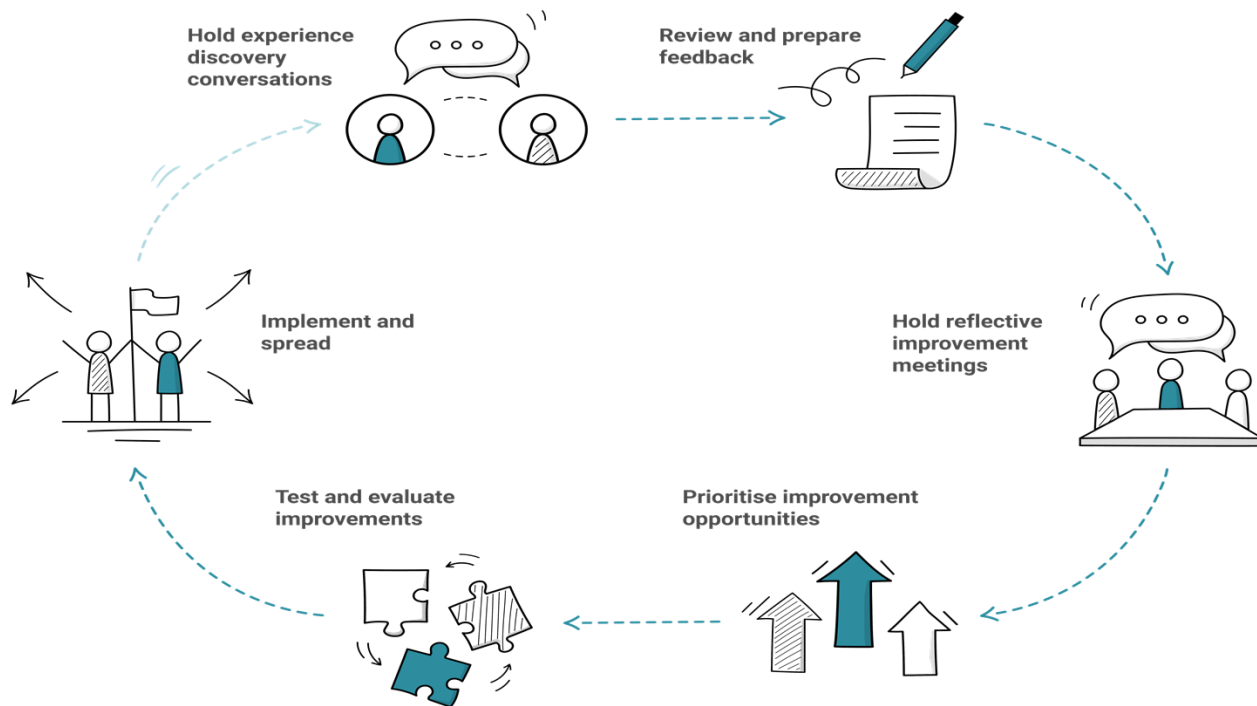 Hold experience
discovery
conversations
Review and prepare
feedback
Hold reflective
improvement
meetings
Prioritise improvement
opportunities
Test and evaluate
improvements
Implement and
spread